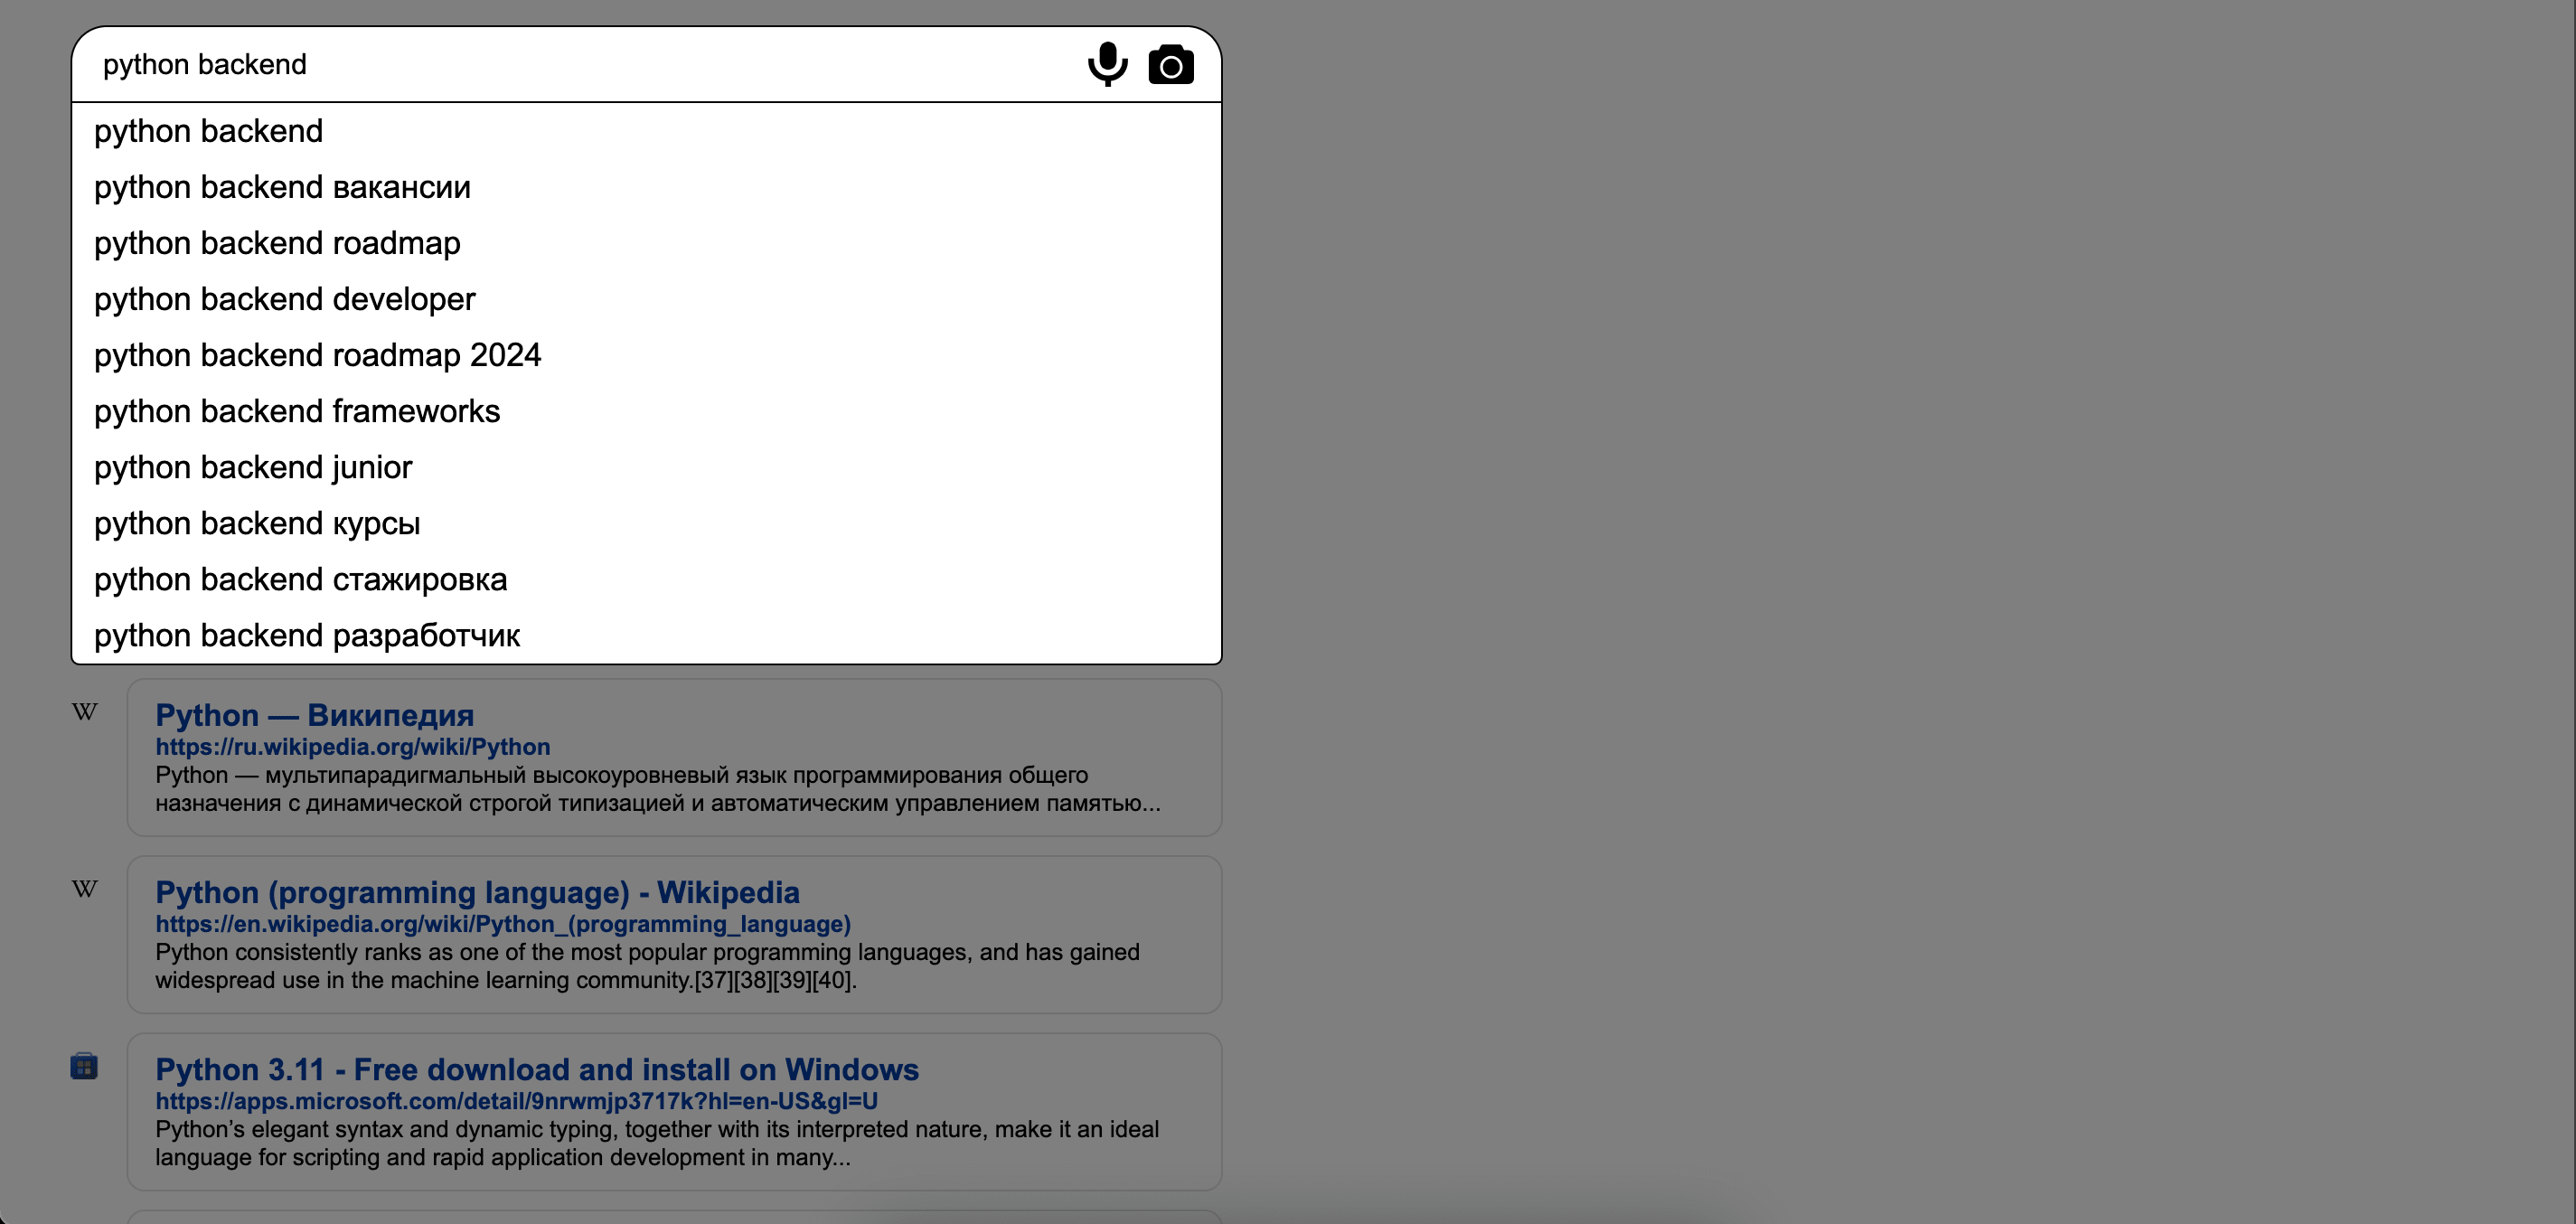 python backend
python backend
python backend вакансии
python backend roadmap
python backend developer
python backend roadmap 2024
python backend frameworks
python backend junior
python backend курсы
python backend стажировка
python backend разработчик
W
Python — Википедия
https://ru.wikipedia.org/wiki/Python
Python — мультипарадигмальный высокоуровневый язык программирования общего
назначения с динамической строгой типизацией и автоматическим управлением памятью...
W
Python (programming language) - Wikipedia
https://en.wikipedia.org/wiki/Python_(programming_language)
Python consistently ranks as one of the most popular programming languages, and has gained
widespread use in the machine learning community.[37][38][39][40].
Python 3.11 - Free download and install on Windows
https://apps.microsoft.com/detail/9nrwmjp3717k?hl=en-US&gl=U
Python’s elegant syntax and dynamic typing, together with its interpreted nature, make it an ideal
language for scripting and rapid application development in many...